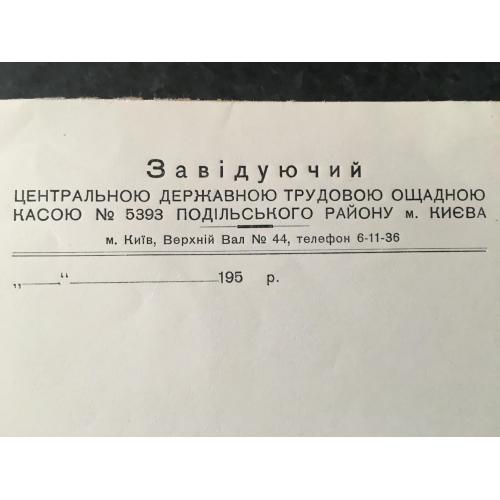 Завідуючий
ЦЕНТРАЛЬНОЮ ДЕРЖАВНОЮ ТРУДОВОЮ ОЩАДНОЮ
КАСОЮ № 5393 ПОДІЛЬСЬКОГО РАЙОНУ м. КИЄВА
м. Київ, Верхній Вал № 44, телефон 6-11-36
„——“ —————— 195 р.